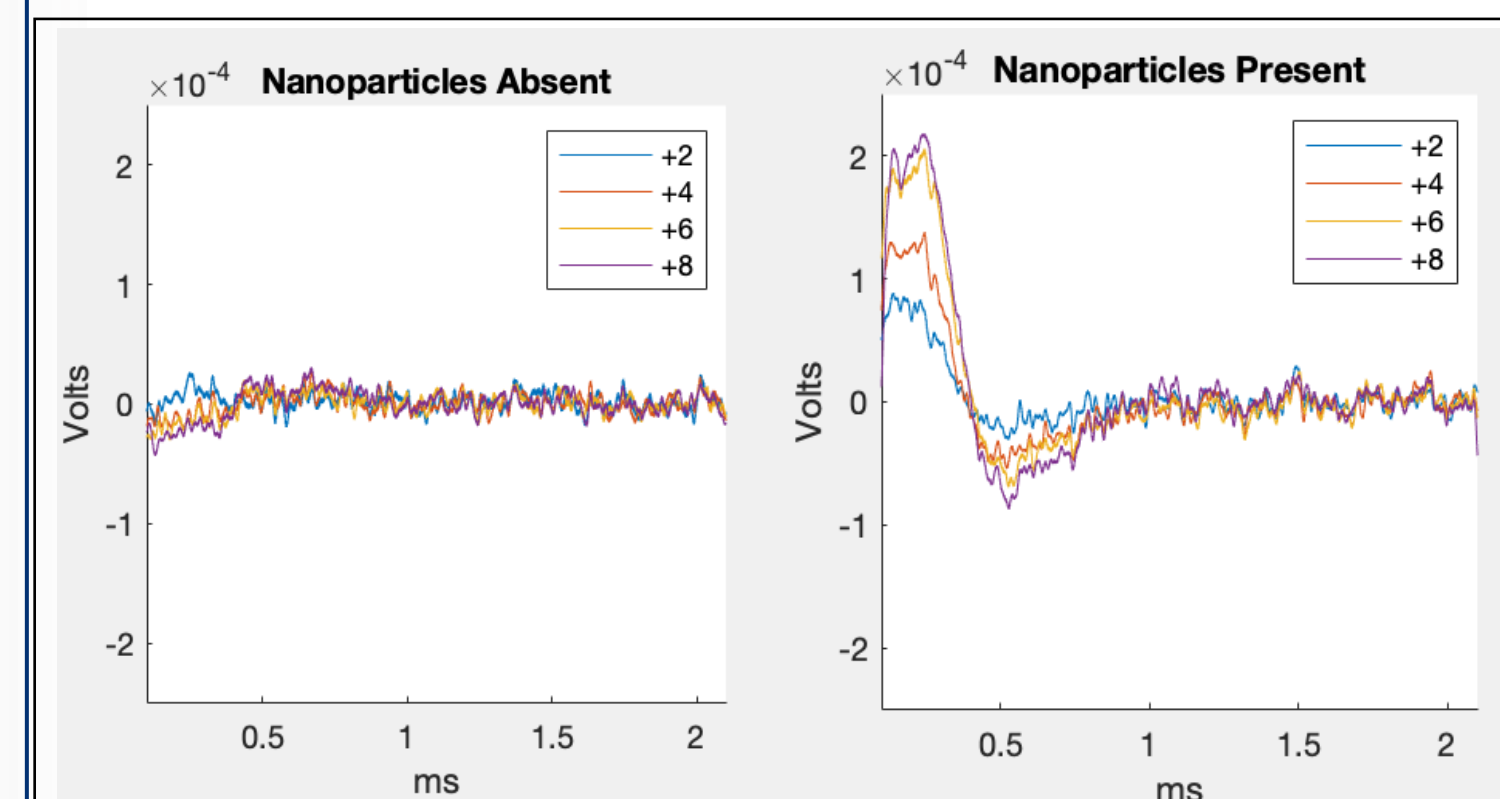 ×10-4 Nanoparticles Absent
2
1
0
-1
-2
Volts
0.5 1 1.5 2
ms
+2
+4
+6
+8
×10-4 Nanoparticles Present
2
1
0
-1
-2
Volts
0.5 1 1.5 2
ms
+2
+4
+6
+8